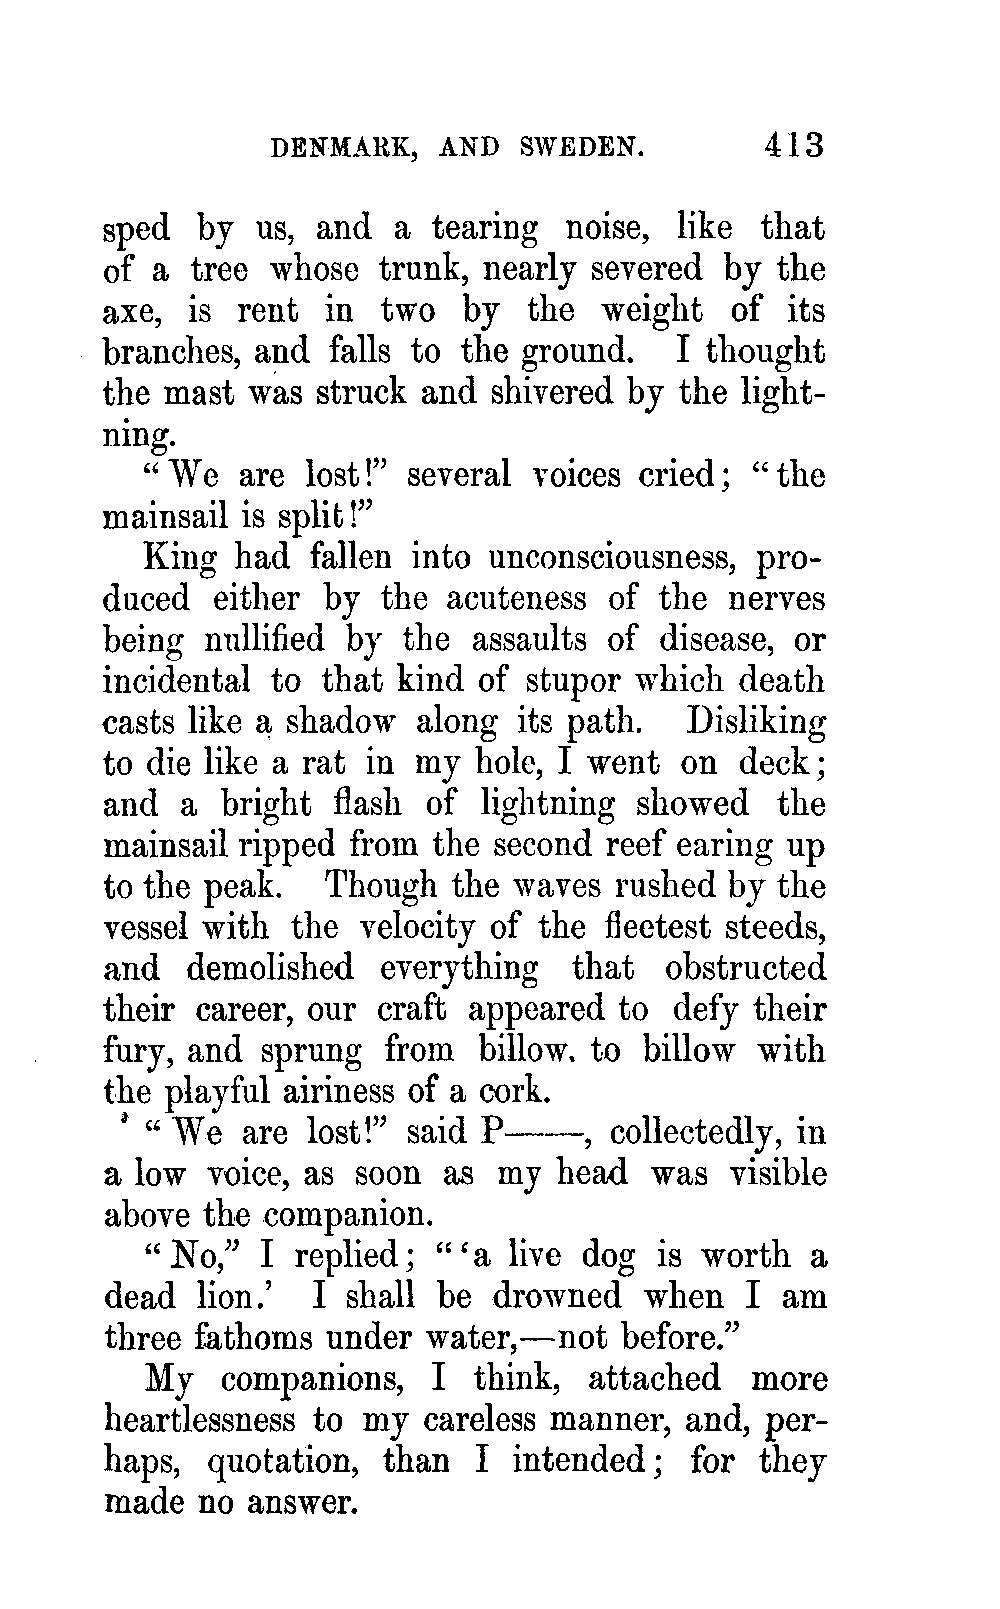 DENMARK, AND SWEDEN. 413
sped by us, and a tearing noise, like that
of a tree whose trunk, nearly severed by the
axe, is rent in two by the weight of its
branches, and falls to the ground. I thought
the mast was struck and shivered by the light-
ning.
“We are lost!” several voices cried; “the
mainsail is split!”
King had fallen into unconsciousness, pro-
duced either by the acuteness of the nerves
being nullified by the assaults of disease, or
incidental to that kind of stupor which death
casts like a shadow along its path. Disliking
to die like a rat in my hole, I went on deck;
and a bright flash of lightning showed the
mainsail ripped from the second reef earing up
to the peak. Though the waves rushed by the
vessel with the velocity of the fleetest steeds,
and demolished everything that obstructed
their career, our craft appeared to defy their
fury, and sprung from billow. to billow with
the playful airiness of a cork.
“We are lost!” said P——, collectedly, in
a low voice, as soon as my head was visible
above the companion.
“No,” I replied; “‘a live dog is worth a
dead lion.’ I shall be drowned when I am
three fathoms under water,—not before.”
My companions, I think, attached more
heartlessness to my careless manner, and, per-
haps, quotation, than I intended; for they
made no answer.